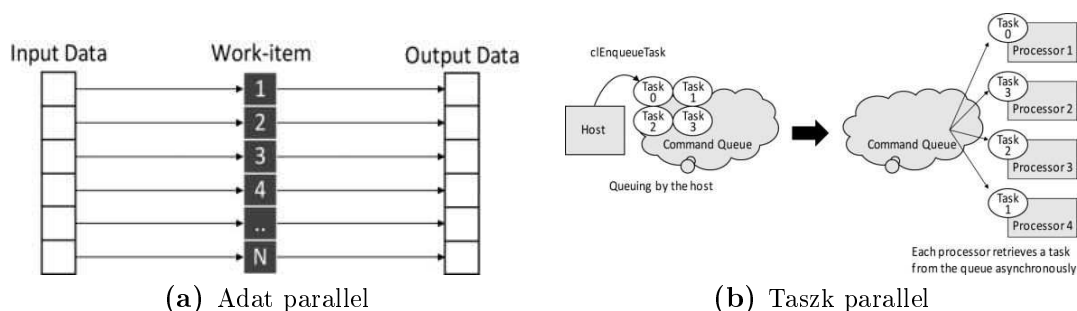 Input Data
Work-item
Output Data
1
2
3
4
..
N
(a) Adat parallel
clEnqueueTask
Host
Task 0
Task 1
Task 2
Task 3
Command Queue
Queuing by the host
Command Queue
Task 0
Processor 1
Task 3
Processor 2
Task 2
Processor 3
Task 1
Processor 4
Each processor retrieves a task
from the queue asynchronously
(b) Taszk parallel